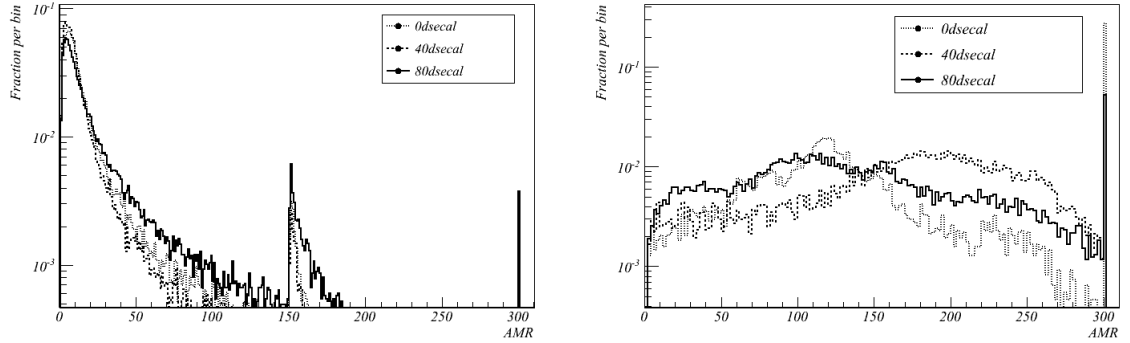 Fraction per bin
10⁻¹
10⁻²
10⁻³
0dsecal
40dsecal
80dsecal
0 50 100 150 200 250 300
AMR
Fraction per bin
10⁻¹
10⁻²
10⁻³
0dsecal
40dsecal
80dsecal
0 50 100 150 200 250 300
AMR